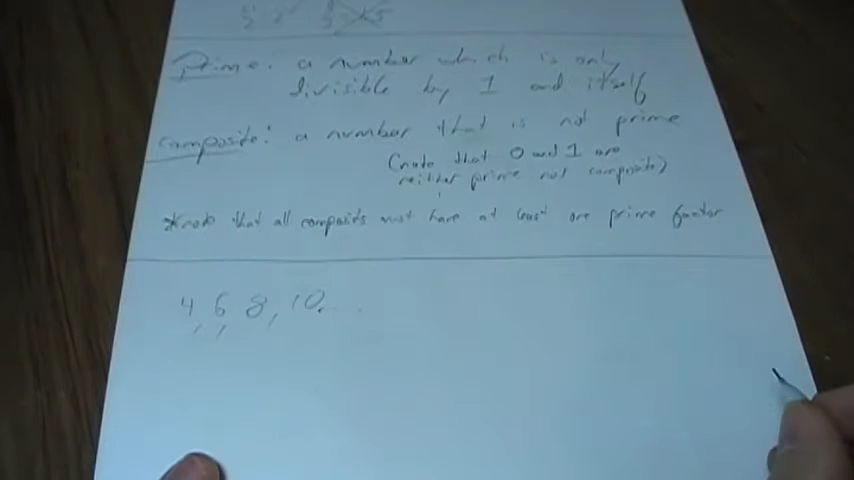 Prime: a number which is only
divisible by 1 and itself
composite: a number that is not prime
(note that 0 and 1 are
neither prime not composite)
*Note that all composits must have at least one prime factor
4, 6, 8, 10...